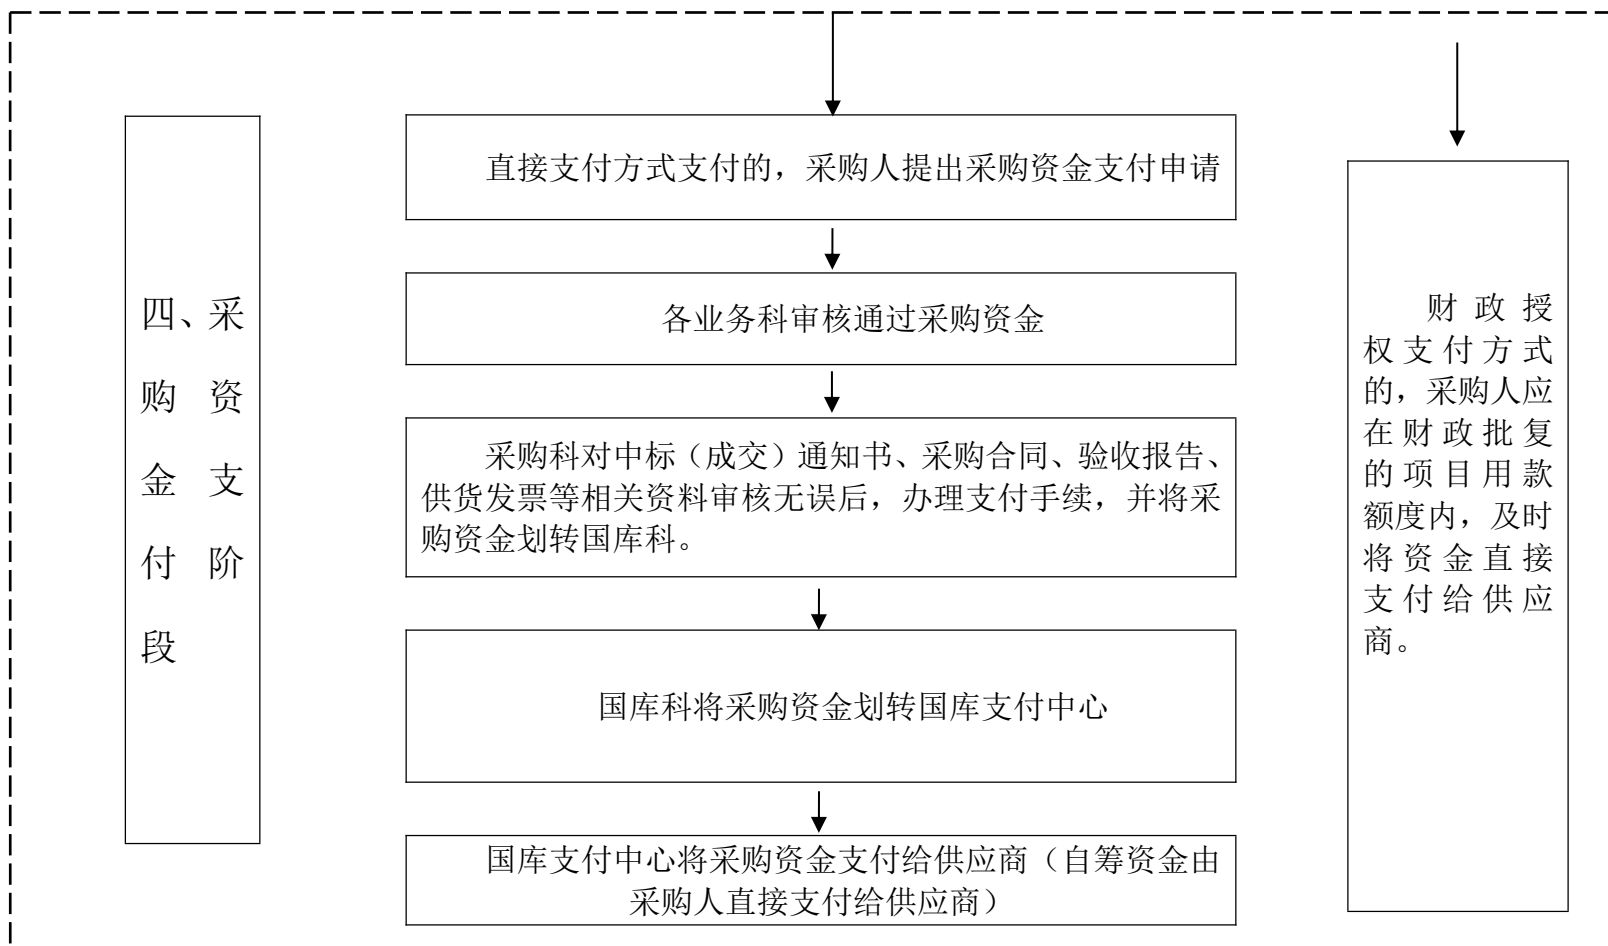 四、采
购资
金支
付阶
段
直接支付方式支付的，采购人提出采购资金支付申请
各业务科审核通过采购资金
采购科对中标（成交）通知书、采购合同、验收报告、
供货发票等相关资料审核无误后，办理支付手续，并将采
购资金划转国库科。
国库科将采购资金划转国库支付中心
国库支付中心将采购资金支付给供应商（自筹资金由
采购人直接支付给供应商）
财政授
权支付方式
的，采购人应
在财政批复
的项目用款
额度内，及时
将资金直接
支付给供应
商。